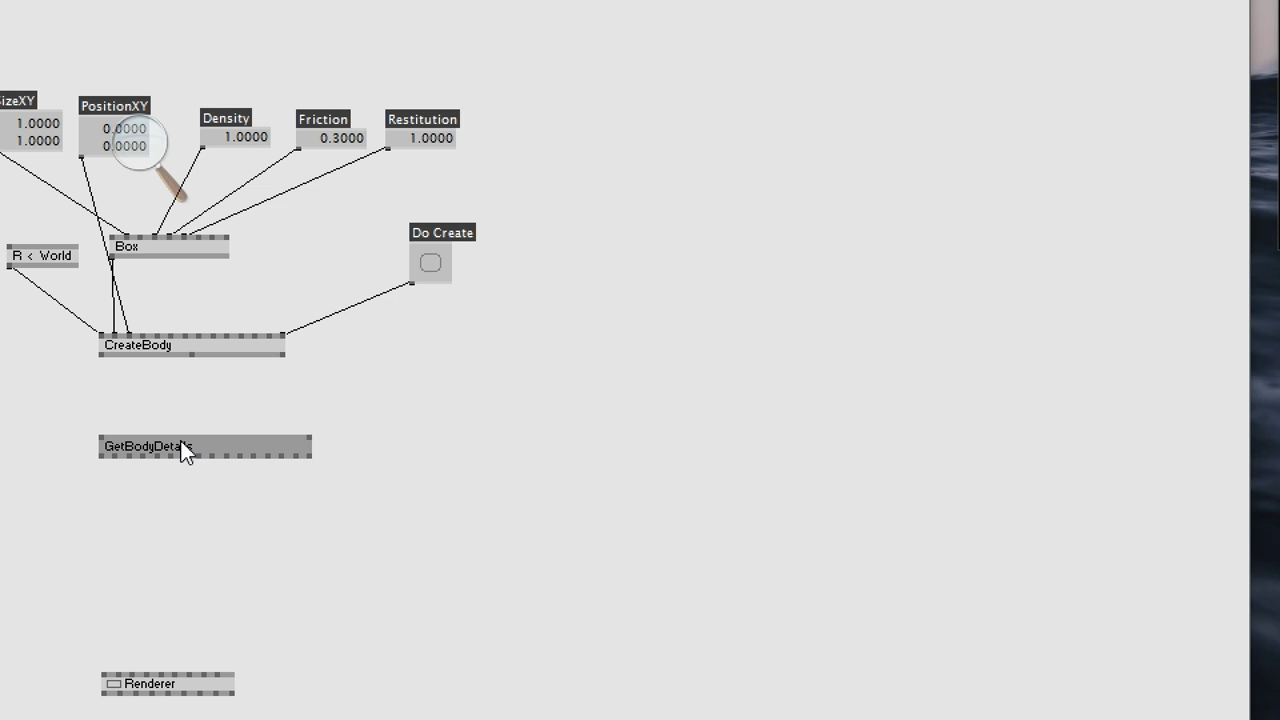 izeXY
1.0000
1.0000
PositionXY
0.0000
0.0000
Density
1.0000
Friction
0.3000
Restitution
1.0000
Box
R < World
Do Create
CreateBody
GetBodyDetails
Renderer